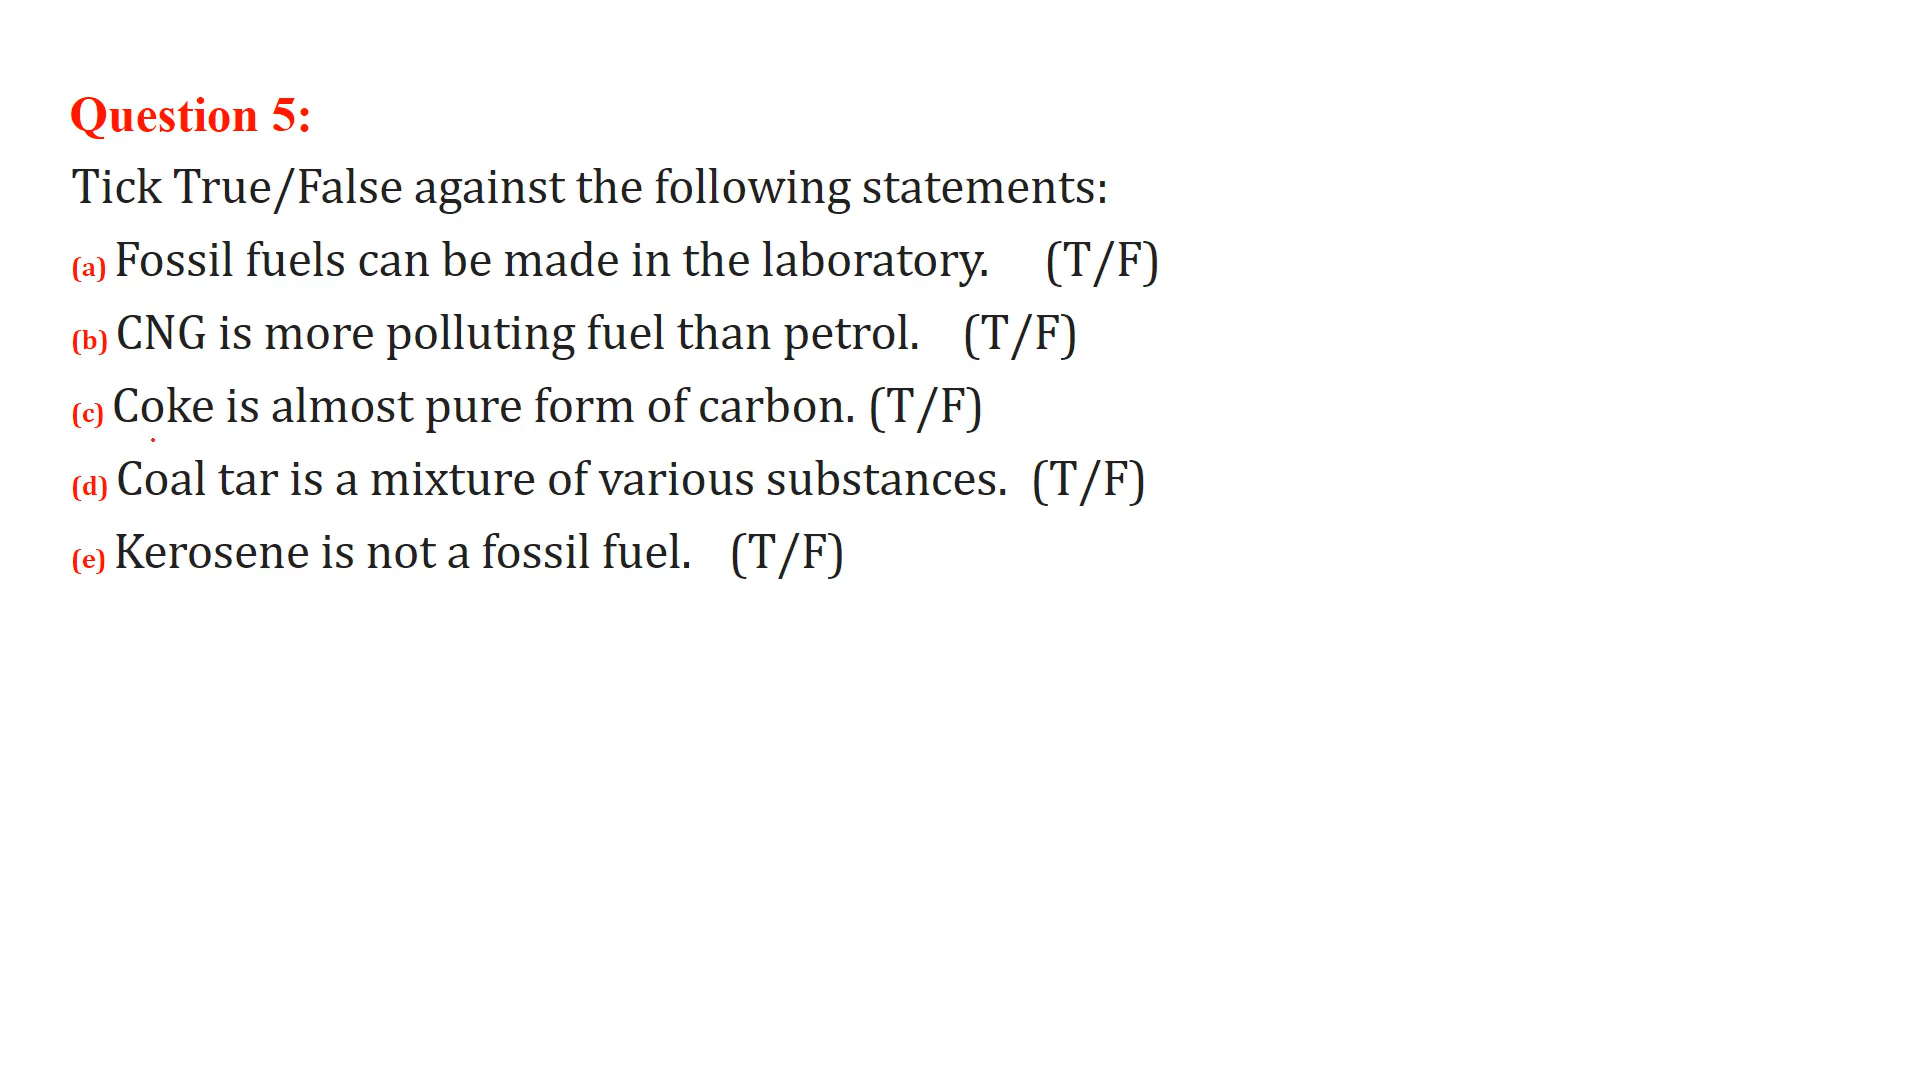 Question 5:
Tick True/False against the following statements:
(a) Fossil fuels can be made in the laboratory. (T/F)
(b) CNG is more polluting fuel than petrol. (T/F)
(c) Coke is almost pure form of carbon. (T/F)
(d) Coal tar is a mixture of various substances. (T/F)
(e) Kerosene is not a fossil fuel. (T/F)